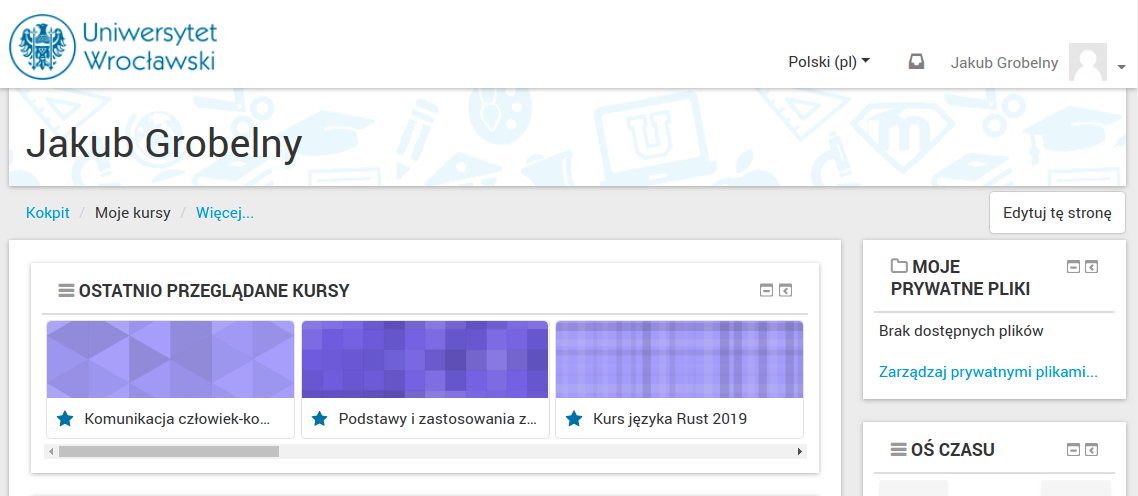 Uniwersytet
Wrocławski
Polski (pl)
Jakub Grobelny
Jakub Grobelny
Kokpit / Moje kursy / Więcej...
Edytuj tę stronę
OSTATNIO PRZEGLĄDANE KURSY
Komunikacja człowiek-ko...
Podstawy i zastosowania z...
Kurs języka Rust 2019
MOJE
PRYWATNE PLIKI
Brak dostępnych plików
Zarządzaj prywatnymi plikami...
OŚ CZASU